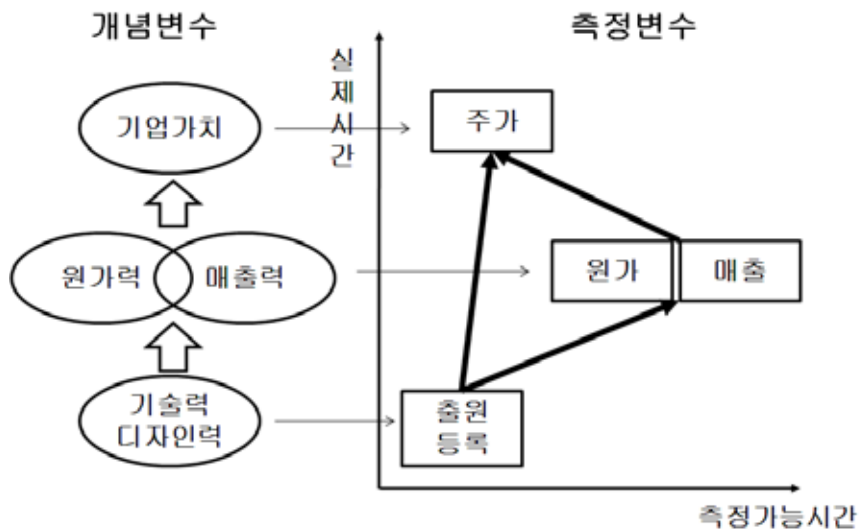 개념변수
측정변수
실제시간
기업가치
주가
원가력
매출력
원가
매출
기술력
디자인력
출원
등록
측정가능시간